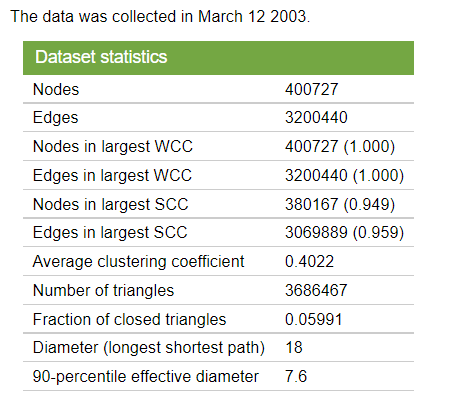 The data was collected in March 12 2003.
Dataset statistics
Nodes 400727
Edges 3200440
Nodes in largest WCC 400727 (1.000)
Edges in largest WCC 3200440 (1.000)
Nodes in largest SCC 380167 (0.949)
Edges in largest SCC 3069889 (0.959)
Average clustering coefficient 0.4022
Number of triangles 3686467
Fraction of closed triangles 0.05991
Diameter (longest shortest path) 18
90-percentile effective diameter 7.6